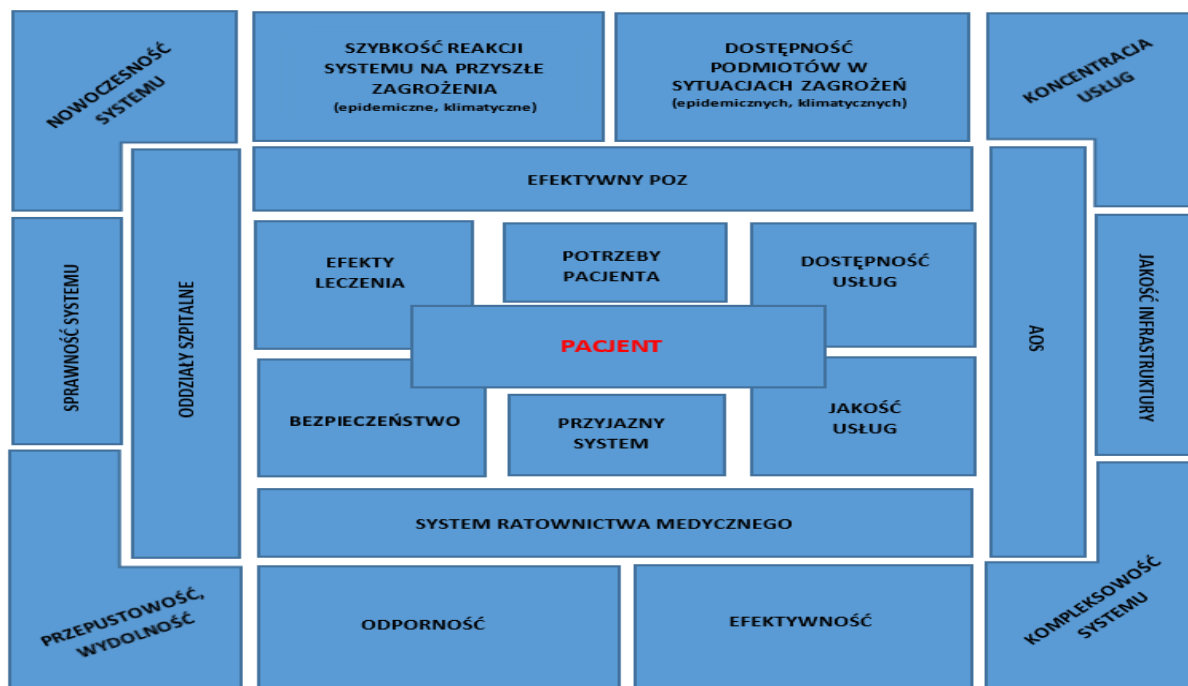 NOWOCZESNOŚĆ
SYSTEMU
SZYBKOŚĆ REAKCJI
SYSTEMU NA PRZYSZŁE
ZAGROŻENIA
(epidemiczne, klimatyczne)
DOSTĘPNOŚĆ
PODMIOTÓW W
SYTUACJACH ZAGROŻEŃ
(epidemicznych, klimatycznych)
KONCENTRACJA
USŁUG
EFEKTYWNY POZ
SPRAWNOŚĆ SYSTEMU
ODDZIAŁY SZPITALNE
EFEKTY
LECZENIA
POTRZEBY
PACJENTA
DOSTĘPNOŚĆ
USŁUG
PACJENT
BEZPIECZEŃSTWO
PRZYJAZNY
SYSTEM
JAKOŚĆ
USŁUG
AOS
JAKOŚĆ INFRASTRUKTURY
SYSTEM RATOWNICTWA MEDYCZNEGO
PRZEPUSTOWOŚĆ,
WYDOLNOŚĆ
ODPORNOŚĆ
EFEKTYWNOŚĆ
KOMPLEKSOWOŚĆ
SYSTEMU